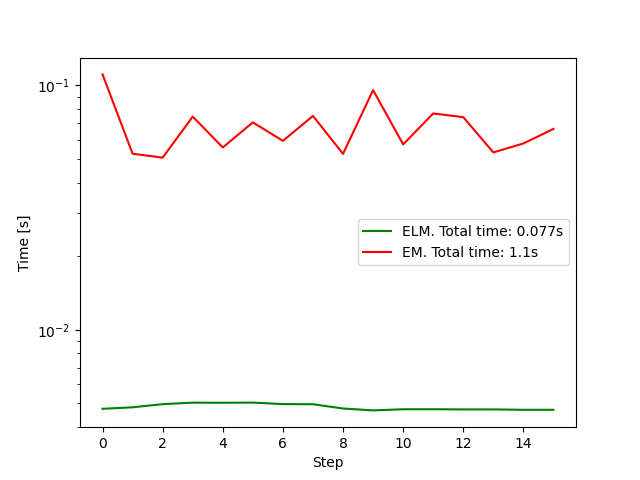 10⁻¹
10⁻²
Time [s]
ELM. Total time: 0.077s
EM. Total time: 1.1s
0 2 4 6 8 10 12 14
Step